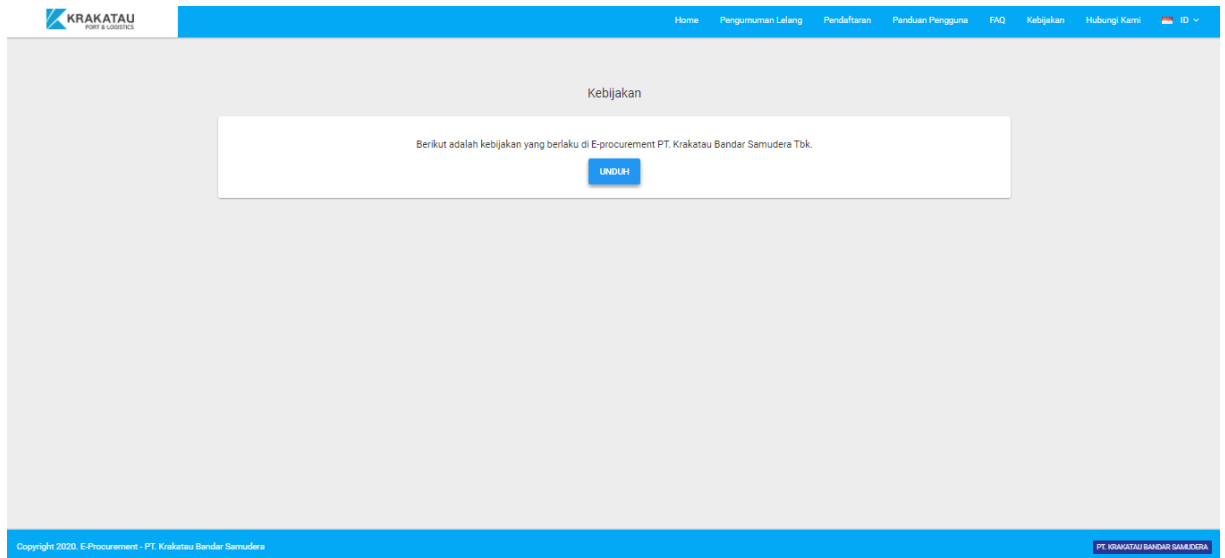 KRAKATAU
PORT & LOGISTICS
Home Pengumuman Lelang Pendaftaran Panduan Pengguna FAQ Kebijakan Hubungi Kami ID
Kebijakan
Berikut adalah kebijakan yang berlaku di E-procurement PT. Krakatau Bandar Samudera Tbk.
UNDUH
Copyright 2020. E-Procurement - PT. Krakatau Bandar Samudera
PT. KRAKATAU BANDAR SAMUDERA